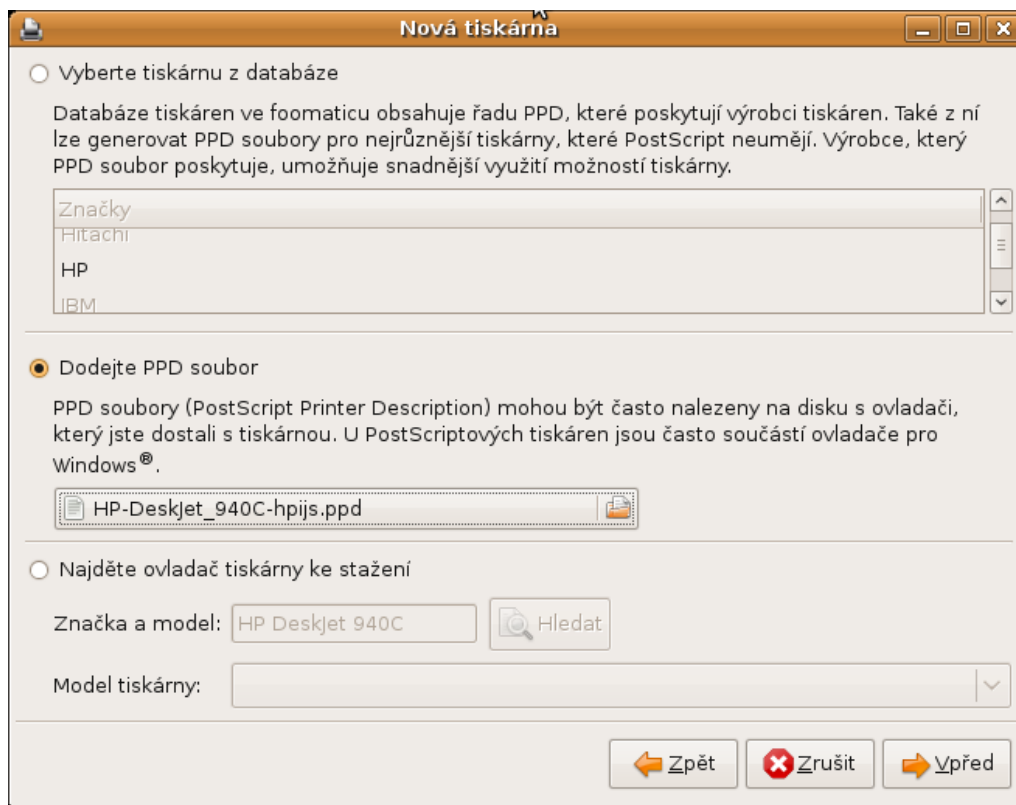 Nová tiskárna
Vyberte tiskárnu z databáze
Databáze tiskáren ve foomaticu obsahuje řadu PPD, které poskytují výrobci tiskáren. Také z ní
lze generovat PPD soubory pro nejrůznější tiskárny, které PostScript neumějí. Výrobce, který
PPD soubor poskytuje, umožňuje snadnější využití možností tiskárny.
Značky
Hitachi
HP
IBM
Dodejte PPD soubor
PPD soubory (PostScript Printer Description) mohou být často nalezeny na disku s ovladači,
který jste dostali s tiskárnou. U PostScriptových tiskáren jsou často součástí ovladače pro
Windows®.
HP-DeskJet_940C-hpijs.ppd
Najděte ovladač tiskárny ke stažení
Značka a model: HP DeskJet 940C Hledat
Model tiskárny:
Zpět Zrušit Vpřed